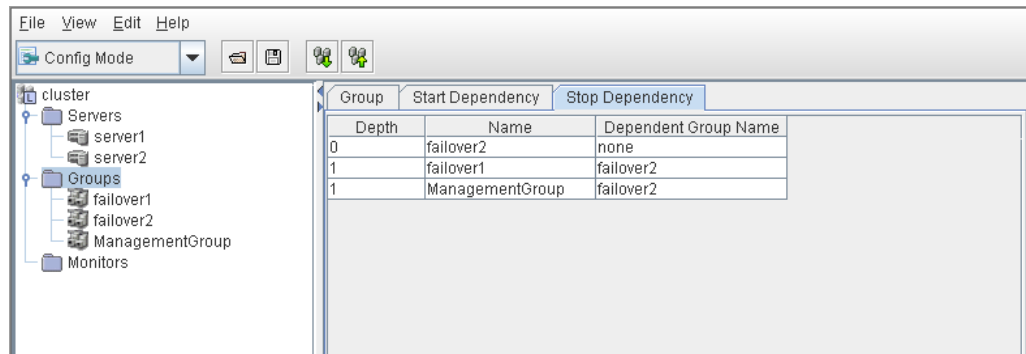 File View Edit Help
Config Mode
cluster
Servers
server1
server2
Groups
failover1
failover2
ManagementGroup
Monitors
Group Start Dependency Stop Dependency
Depth Name Dependent Group Name
0 failover2 none
1 failover1 failover2
1 ManagementGroup failover2